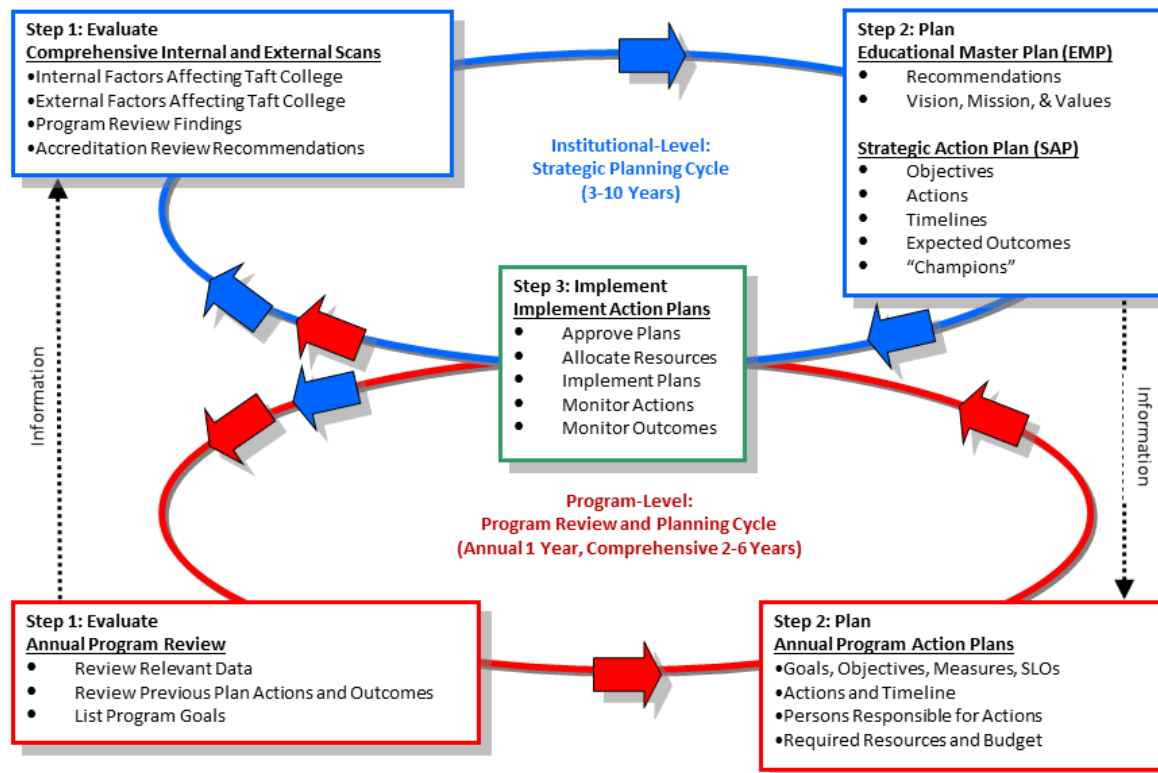 Step 1: Evaluate
Comprehensive Internal and External Scans
•Internal Factors Affecting Taft College
•External Factors Affecting Taft College
•Program Review Findings
•Accreditation Review Recommendations
Step 2: Plan
Educational Master Plan (EMP)
• Recommendations
• Vision, Mission, & Values
Strategic Action Plan (SAP)
• Objectives
• Actions
• Timelines
• Expected Outcomes
• “Champions”
Institutional-Level:
Strategic Planning Cycle
(3-10 Years)
Step 3: Implement
Implement Action Plans
• Approve Plans
• Allocate Resources
• Implement Plans
• Monitor Actions
• Monitor Outcomes
Information
Information
Program-Level:
Program Review and Planning Cycle
(Annual 1 Year, Comprehensive 2-6 Years)
Step 1: Evaluate
Annual Program Review
• Review Relevant Data
• Review Previous Plan Actions and Outcomes
• List Program Goals
Step 2: Plan
Annual Program Action Plans
•Goals, Objectives, Measures, SLOs
•Actions and Timeline
•Persons Responsible for Actions
•Required Resources and Budget